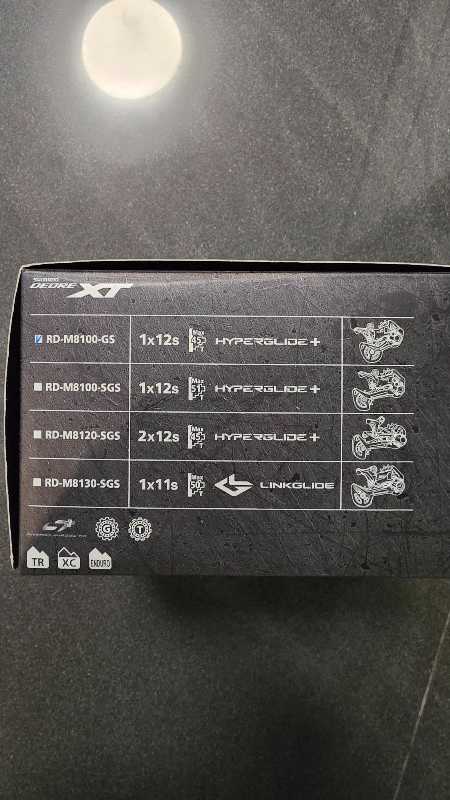 SHIMANO
DEORE XT
RD-M8100-GS 1x12s Max 45T HYPERGLIDE+
RD-M8100-SGS 1x12s Max 51T HYPERGLIDE+
RD-M8120-SGS 2x12s Max 45T HYPERGLIDE+
RD-M8130-SGS 1x11s Max 50T LINKGLIDE
G T
TR XC ENDURO